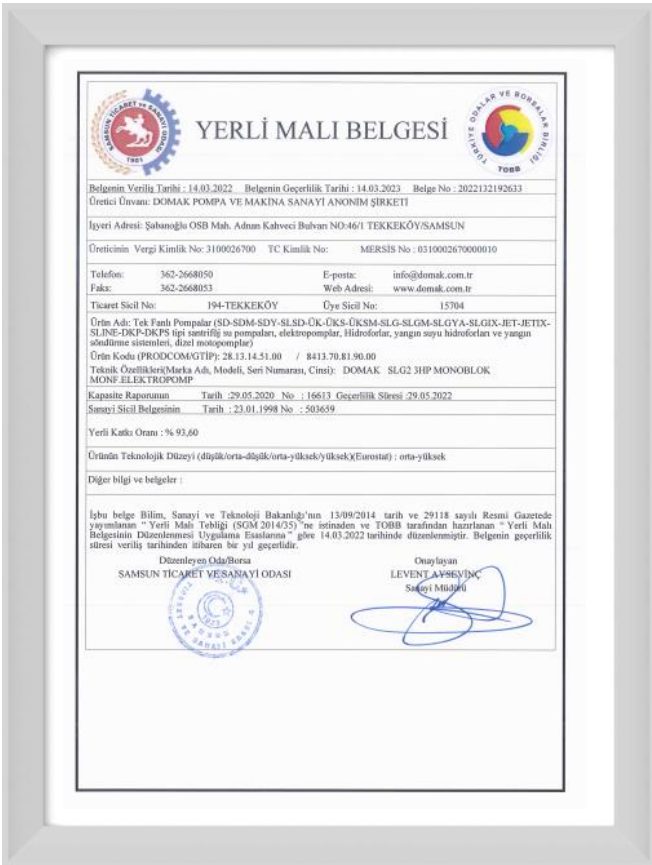 SAMSUN TİCARET ve SANAYİ ODASI
1901
YERLİ MALI BELGESİ
TÜRKİYE ODALAR VE BORSALAR BİRLİĞİ
TOBB
Belgenin Veriliş Tarihi : 14.03.2022 Belgenin Geçerlilik Tarihi : 14.03.2023 Belge No : 2022132192633
Üretici Ünvanı: DOMAK POMPA VE MAKİNA SANAYİ ANONİM ŞİRKETİ
İşyeri Adresi: Şabanoğlu OSB Mah. Adnan Kahveci Bulvarı NO:46/1 TEKKEKÖY/SAMSUN
Üreticinin Vergi Kimlik No: 3100026700 TC Kimlik No: MERSİS No : 0310002670000010
Telefon: 362-2668050 E-posta: info@domak.com.tr
Faks: 362-2668053 Web Adresi: www.domak.com.tr
Ticaret Sicil No: 194-TEKKEKÖY Üye Sicil No: 15704
Ürün Adı: Tek Fanlı Pompalar (SD-SDM-SDY-SLSD-ÜK-ÜKS-ÜKSM-SLG-SLGM-SLGYA-SLGIX-JET-JETIX-
SLINE-DKP-DKPS tipi santrifüj su pompaları, elektropomplar, Hidroforlar, yangın suyu hidroforları ve yangın
söndürme sistemleri, dizel motopomplar)
Ürün Kodu (PRODCOM/GTİP): 28.13.14.51.00 / 8413.70.81.90.00
Teknik Özellikleri(Marka Adı, Modeli, Seri Numarası, Cinsi): DOMAK SLG2 3HP MONOBLOK
MONF.ELEKTROPOMP
Kapasite Raporunun Tarih :29.05.2020 No : 16613 Geçerlilik Süresi :29.05.2022
Sanayi Sicil Belgesinin Tarih : 23.01.1998 No : 503659
Yerli Katkı Oranı : % 93,60
Ürünün Teknolojik Düzeyi (düşük/orta-düşük/orta-yüksek/yüksek)(Eurostat) : orta-yüksek
Diğer bilgi ve belgeler :
İşbu belge Bilim, Sanayi ve Teknoloji Bakanlığı'nın 13/09/2014 tarih ve 29118 sayılı Resmi Gazetede
yayımlanan " Yerli Malı Tebliği (SGM 2014/35) "ne istinaden ve TOBB tarafından hazırlanan " Yerli Malı
Belgesinin Düzenlenmesi Uygulama Esaslarına " göre 14.03.2022 tarihinde düzenlenmiştir. Belgenin geçerlilik
süresi veriliş tarihinden itibaren bir yıl geçerlidir.
Düzenleyen Oda/Borsa Onaylayan
SAMSUN TİCARET VE SANAYİ ODASI LEVENT AYSEVİNÇ
Sanayi Müdürü
1923
SAMSUN
TİCARET VE SANAYİ ODASI